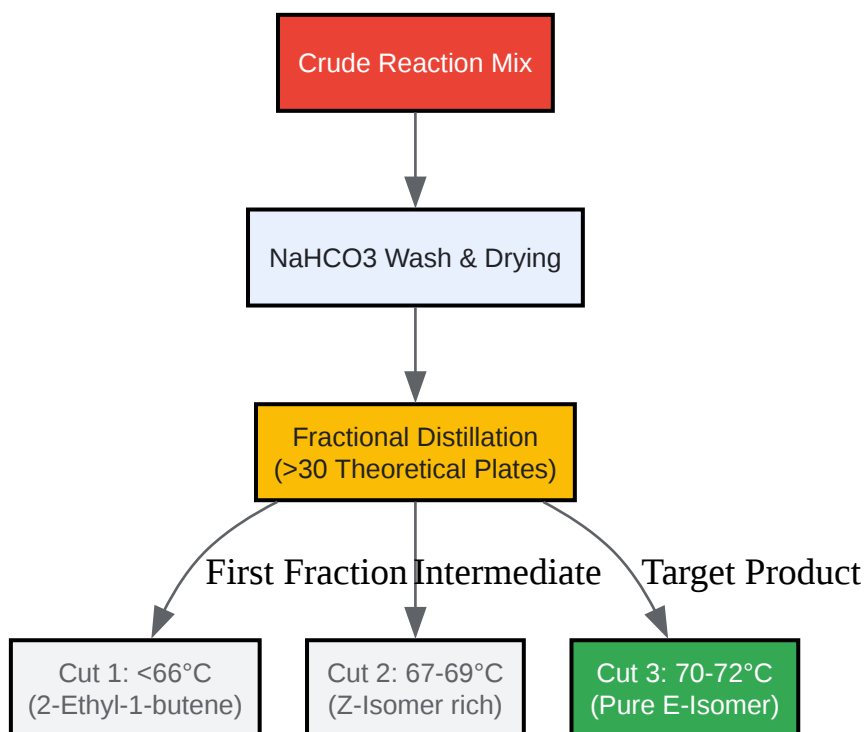 Crude Reaction Mix
NaHCO3 Wash & Drying
Fractional Distillation
(>30 Theoretical Plates)
First Fraction
Intermediate
Target Product
Cut 1: <66°C
(2-Ethyl-1-butene)
Cut 2: 67-69°C
(Z-Isomer rich)
Cut 3: 70-72°C
(Pure E-Isomer)